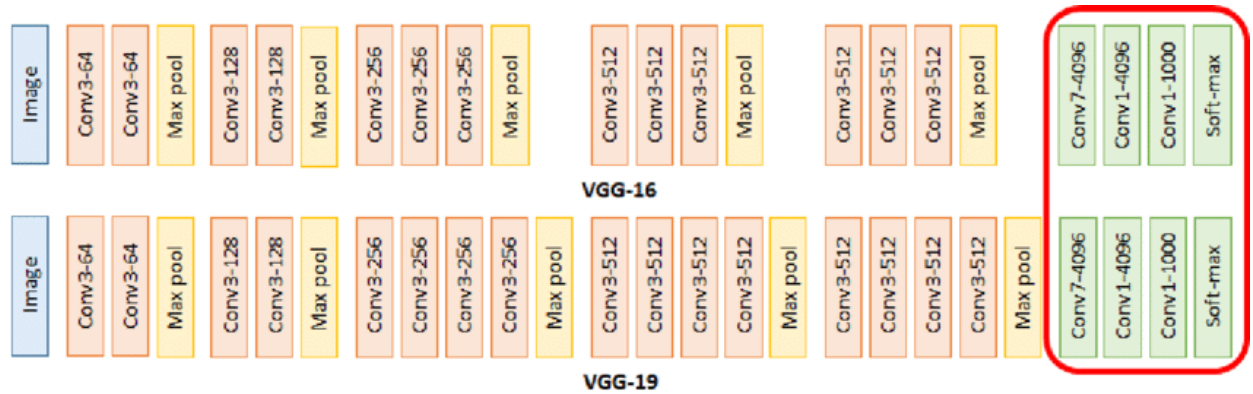 Image
Conv3-64
Conv3-64
Max pool
Conv3-128
Conv3-128
Max pool
Conv3-256
Conv3-256
Conv3-256
Max pool
Conv3-512
Conv3-512
Conv3-512
Max pool
Conv3-512
Conv3-512
Conv3-512
Max pool
Conv7-4096
Conv1-4096
Conv1-1000
Soft-max
VGG-16
Image
Conv3-64
Conv3-64
Max pool
Conv3-128
Conv3-128
Max pool
Conv3-256
Conv3-256
Conv3-256
Conv3-256
Max pool
Conv3-512
Conv3-512
Conv3-512
Conv3-512
Max pool
Conv3-512
Conv3-512
Conv3-512
Conv3-512
Max pool
Conv7-4096
Conv1-4096
Conv1-1000
Soft-max
VGG-19